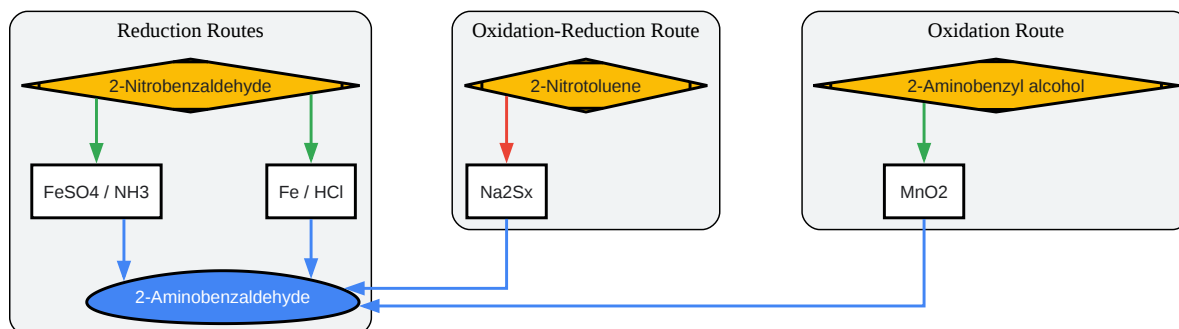 Reduction Routes
Oxidation-Reduction Route
Oxidation Route
2-Nitrobenzaldehyde
2-Nitrotoluene
2-Aminobenzyl alcohol
FeSO4 / NH3
Fe / HCl
Na2Sx
MnO2
2-Aminobenzaldehyde